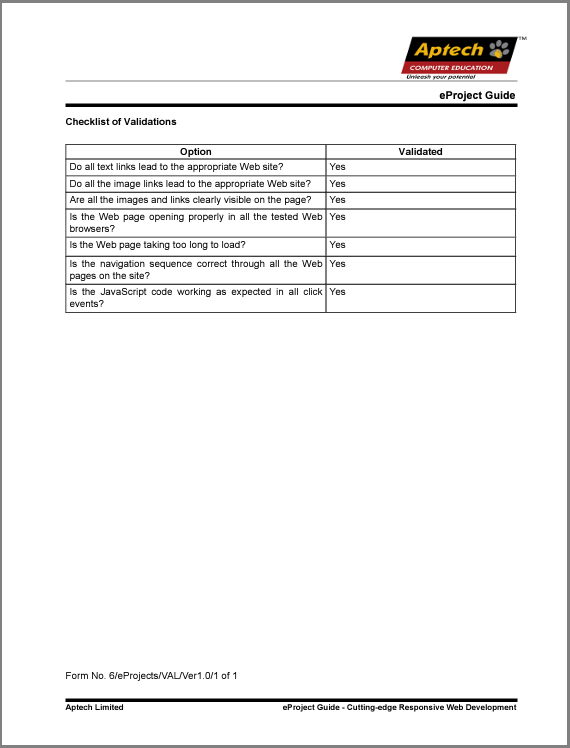 Aptech
TM
COMPUTER EDUCATION
Unleash your potential
eProject Guide
Checklist of Validations
Option Validated
Do all text links lead to the appropriate Web site? Yes
Do all the image links lead to the appropriate Web site? Yes
Are all the images and links clearly visible on the page? Yes
Is the Web page opening properly in all the tested Web Yes
browsers?
Is the Web page taking too long to load? Yes
Is the navigation sequence correct through all the Web Yes
pages on the site?
Is the JavaScript code working as expected in all click Yes
events?
Form No. 6/eProjects/VAL/Ver1.0/1 of 1
Aptech Limited eProject Guide - Cutting-edge Responsive Web Development